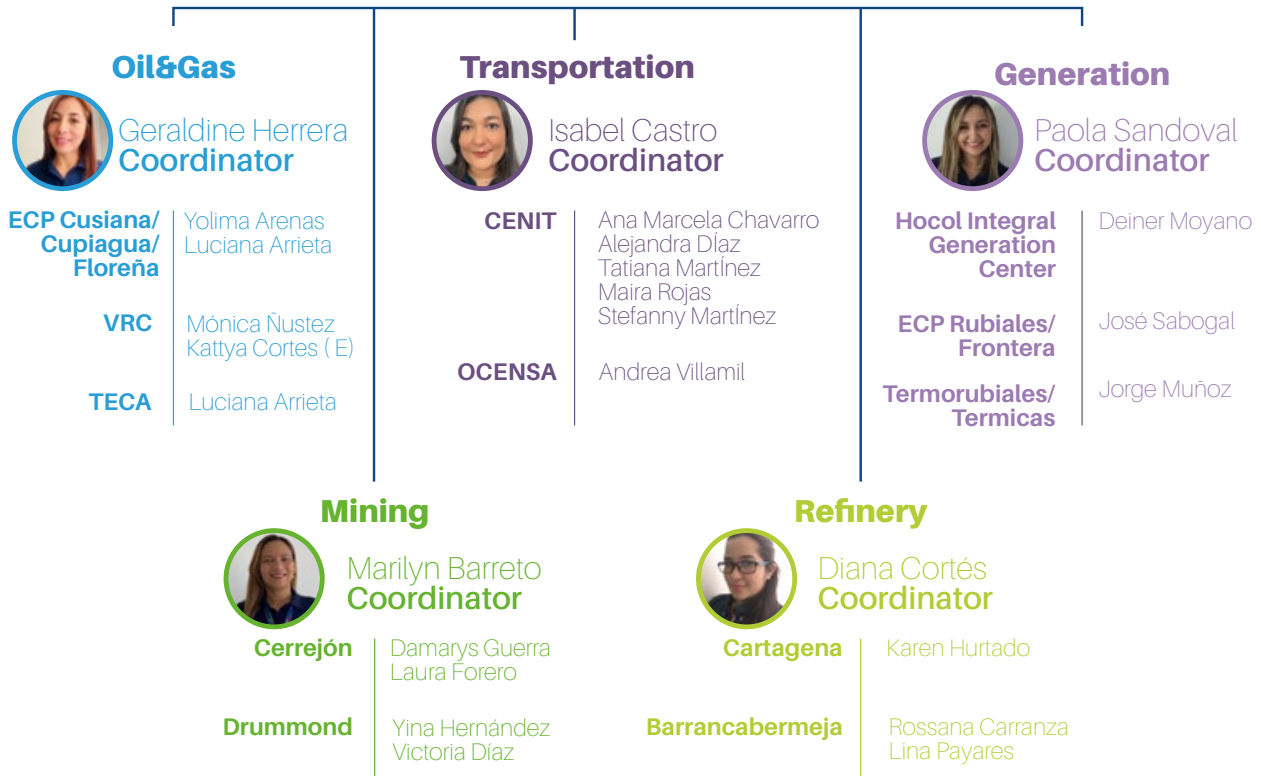 Oil&Gas
Geraldine Herrera
Coordinator
ECP Cusiana/
Cupiagua/
Floreña
Yolima Arenas
Luciana Arrieta
VRC
Mónica Ñustez
Kattya Cortes ( E)
TECA
Luciana Arrieta
Transportation
Isabel Castro
Coordinator
CENIT
Ana Marcela Chavarro
Alejandra DÍaz
Tatiana MartÍnez
Maira Rojas
Stefanny MartÍnez
OCENSA
Andrea Villamil
Generation
Paola Sandoval
Coordinator
Hocol Integral
Generation
Center
Deiner Moyano
ECP Rubiales/
Frontera
José Sabogal
Termorubiales/
Termicas
Jorge Muñoz
Mining
Marilyn Barreto
Coordinator
Cerrejón
Damarys Guerra
Laura Forero
Drummond
Yina Hernández
Victoria Díaz
Refinery
Diana Cortés
Coordinator
Cartagena
Karen Hurtado
Barrancabermeja
Rossana Carranza
Lina Payares